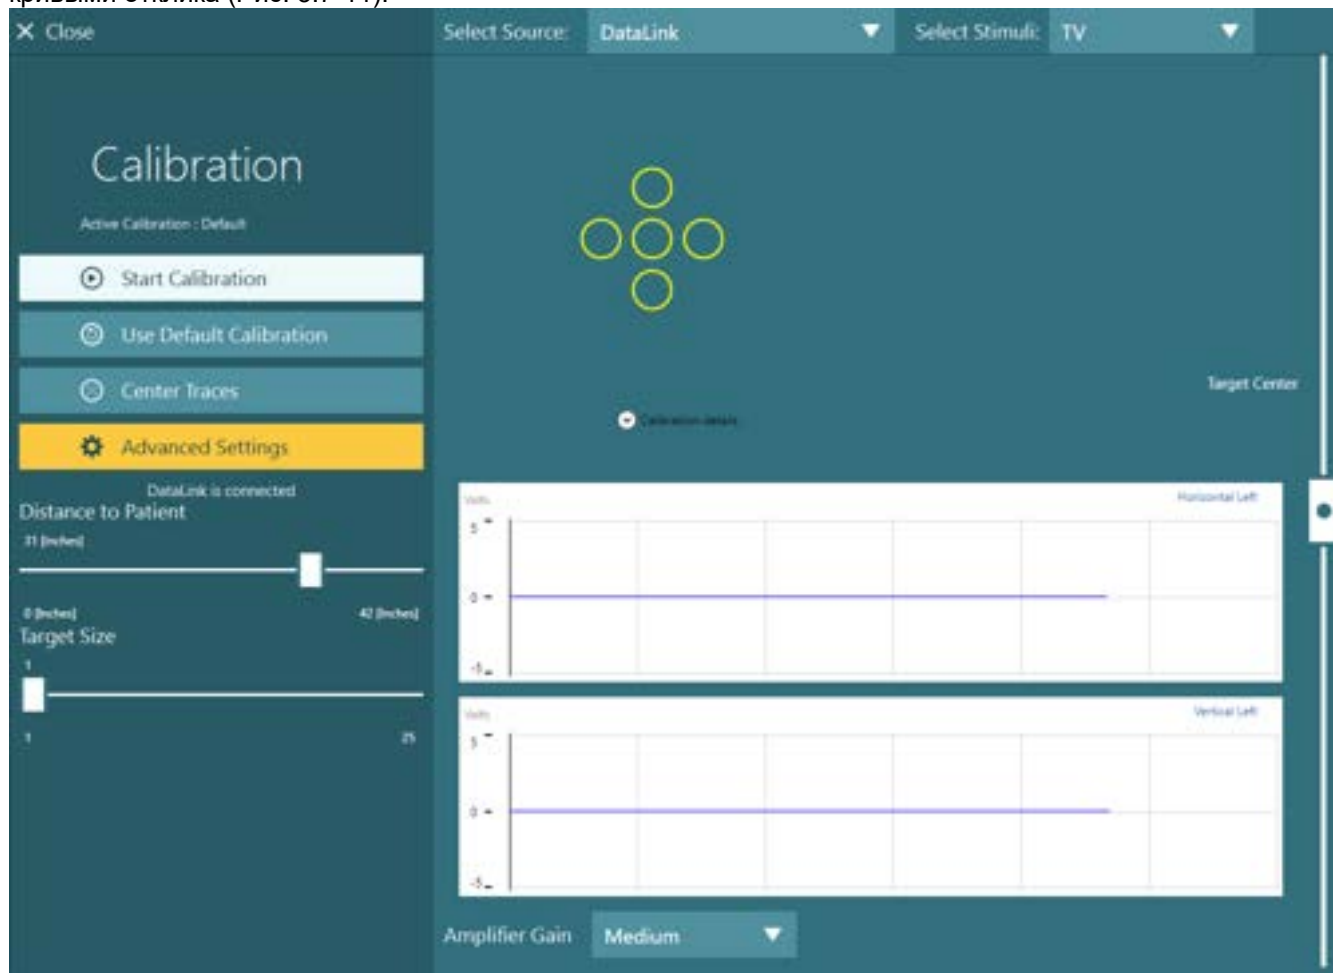 ✕ Close
Select Source: DataLink
Select Stimuli: TV
Calibration
Active Calibration : Default
Start Calibration
Use Default Calibration
Center Traces
Advanced Settings
DataLink is connected
Distance to Patient
31 [Inches]
0 [Inches] 42 [Inches]
Target Size
1
1 25
Target Center
Calibration details
Volts
Horizontal Left
5
0
-5
Volts
Vertical Left
5
0
-5
Amplifier Gain Medium